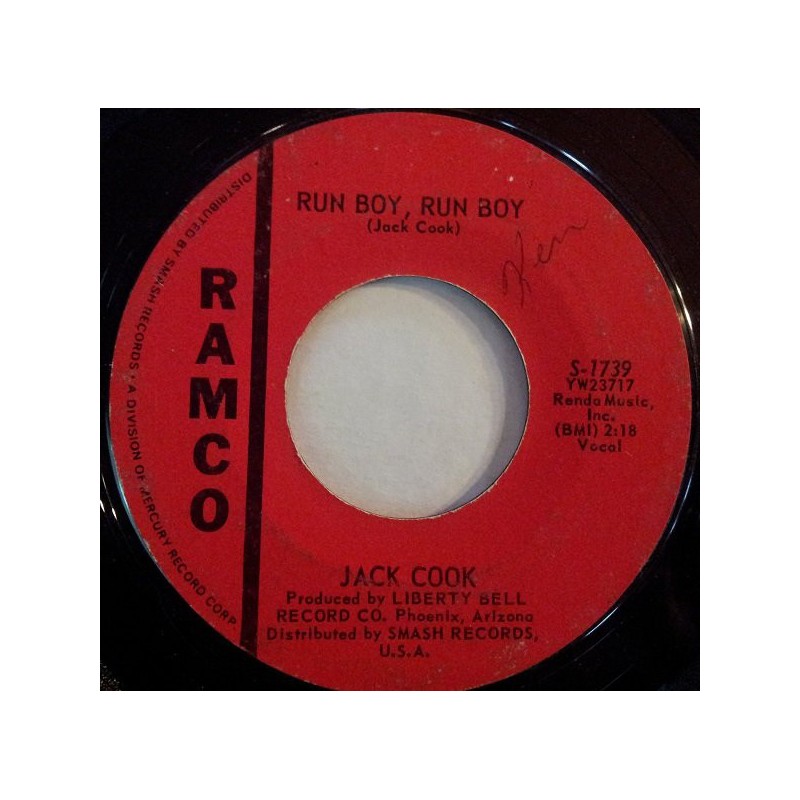 RUN BOY, RUN BOY
(Jack Cook)
Ken
RAMCO
S-1739
YW23717
Renda Music,
Inc.
(BMI) 2:18
Vocal
JACK COOK
Produced by LIBERTY BELL
RECORD CO. Phoenix, Arizona
Distributed by SMASH RECORDS,
U.S.A.
DISTRIBUTED BY SMASH RECORDS / A DIVISION OF MERCURY RECORD CORP.